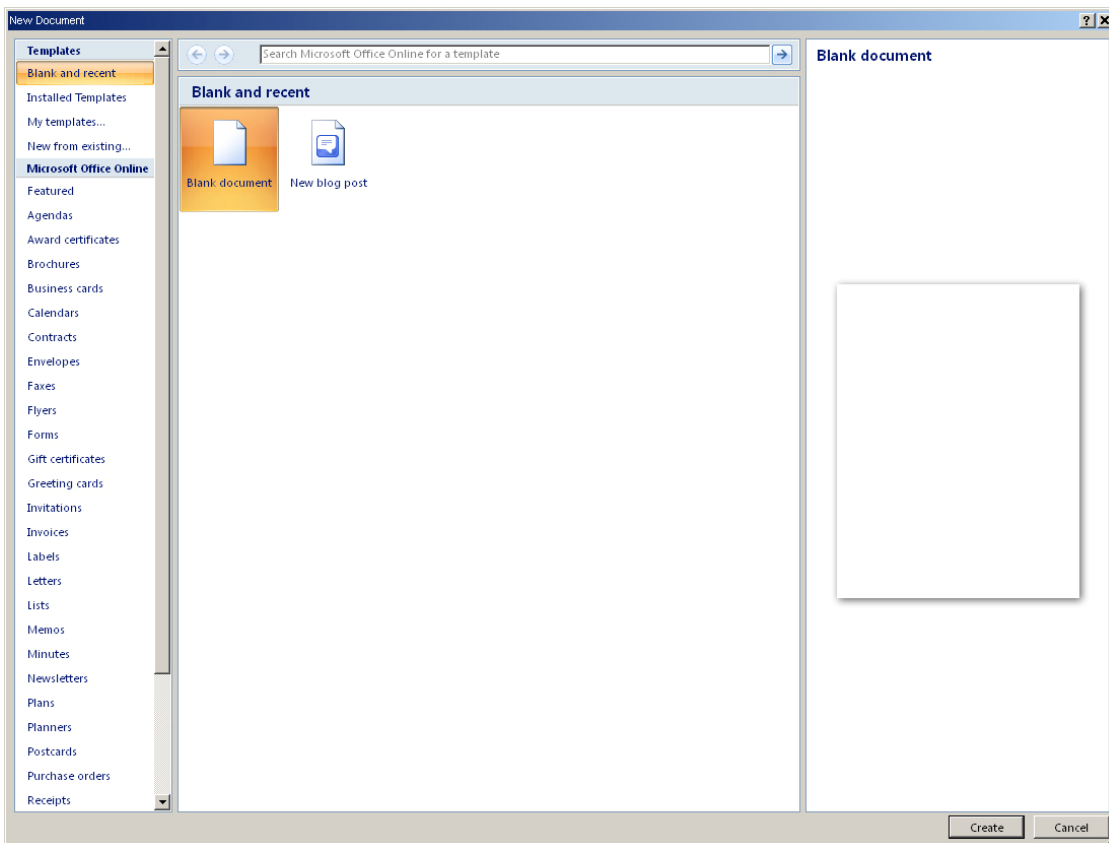 New Document
Templates
Blank and recent
Installed Templates
My templates...
New from existing...
Microsoft Office Online
Featured
Agendas
Award certificates
Brochures
Business cards
Calendars
Contracts
Envelopes
Faxes
Flyers
Forms
Gift certificates
Greeting cards
Invitations
Invoices
Labels
Letters
Lists
Memos
Minutes
Newsletters
Plans
Planners
Postcards
Purchase orders
Receipts
Search Microsoft Office Online for a template
Blank and recent
Blank document
New blog post
Blank document
Create
Cancel